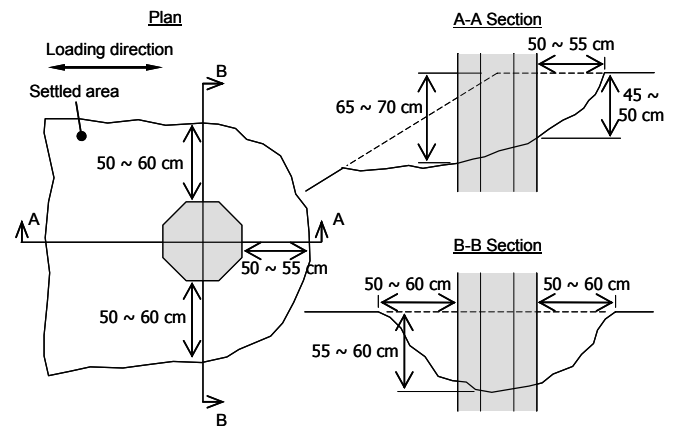 Plan
Loading direction
Settled area
B
50 ~ 60 cm
A
A
50 ~ 55 cm
50 ~ 60 cm
B
A-A Section
50 ~ 55 cm
65 ~ 70 cm
45 ~
50 cm
B-B Section
50 ~ 60 cm
50 ~ 60 cm
55 ~ 60 cm